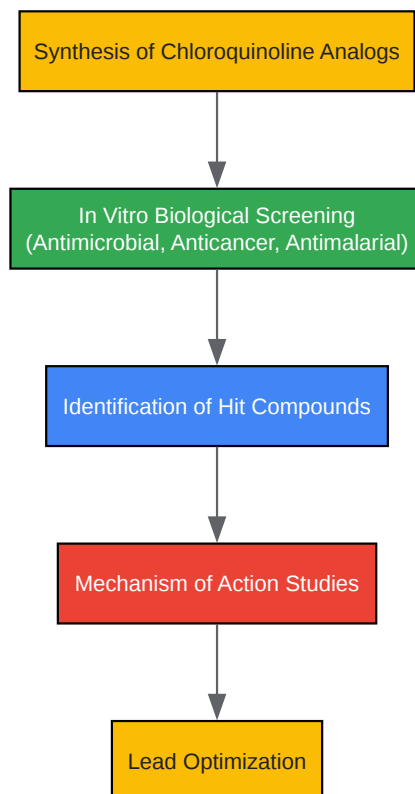 Synthesis of Chloroquinoline Analogs
In Vitro Biological Screening
(Antimicrobial, Anticancer, Antimalarial)
Identification of Hit Compounds
Mechanism of Action Studies
Lead Optimization